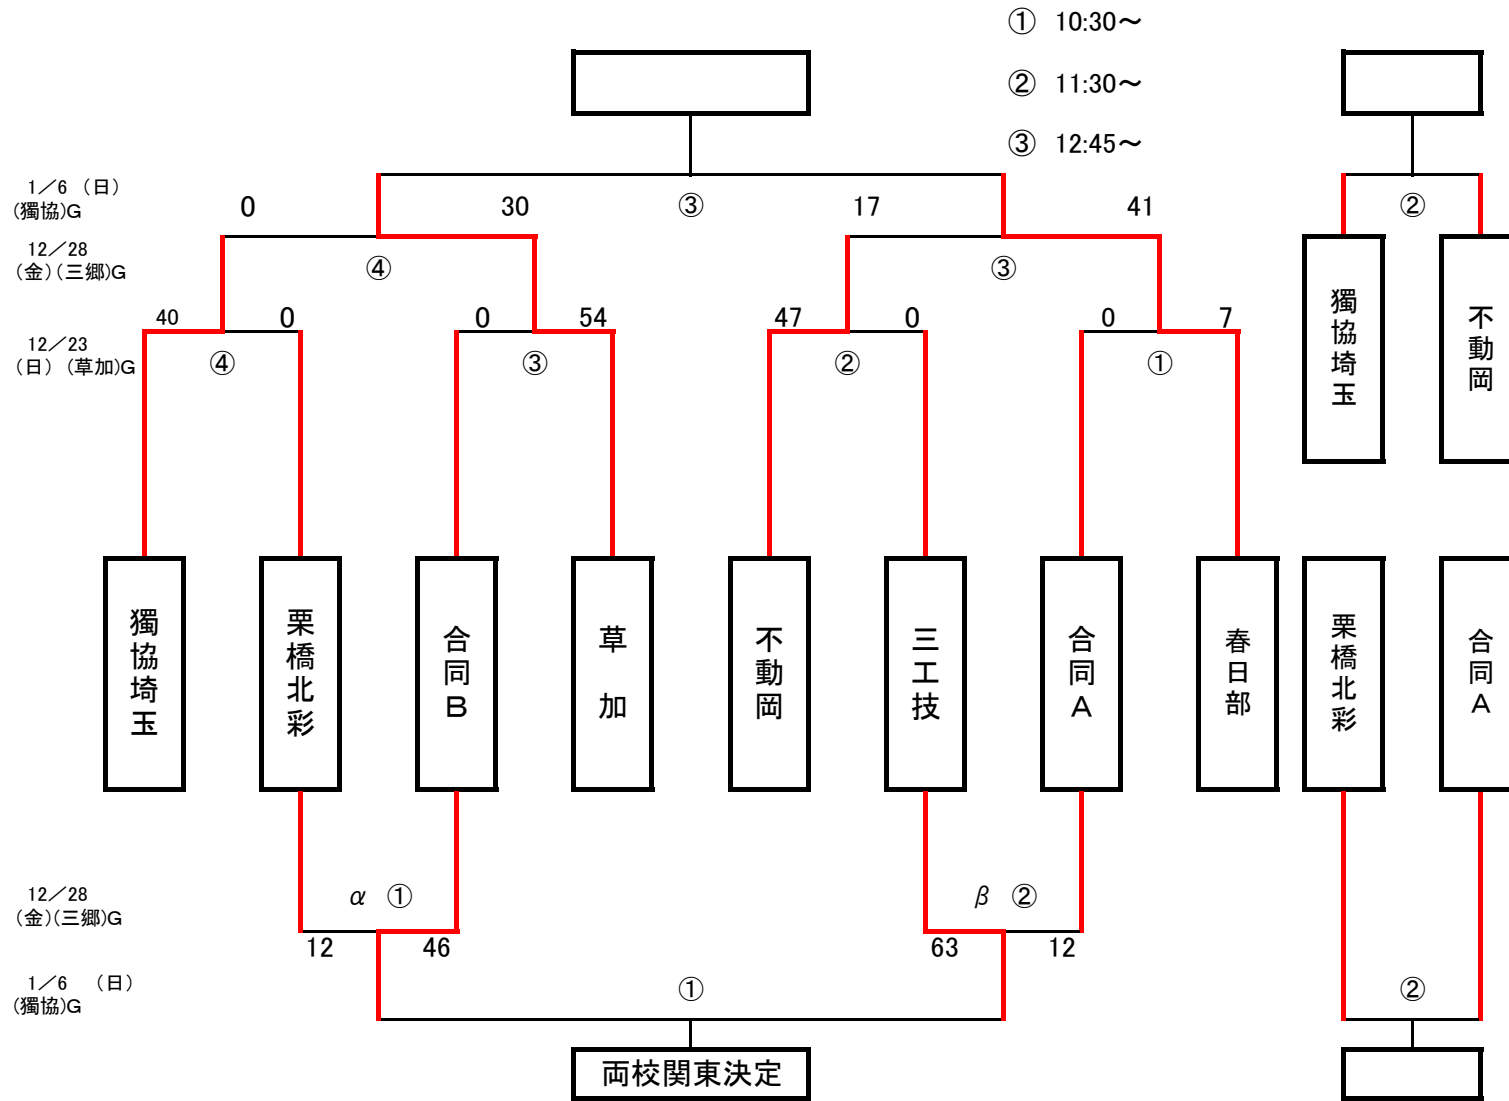 ① 10:30～
② 11:30～
③ 12:45～
1／6 （日）
(獨協)G
0 30 ③ 17 41 ②
12／28
（金）(三郷)G
④ ③
40 0 0 54 47 0 0 7
12／23
（日） （草加)G
④ ③ ② ①
獨協埼玉
不動岡
獨協埼玉
栗橋北彩
合同B
草加
不動岡
三工技
合同A
春日部
栗橋北彩
合同A
12／28
（金）(三郷)G
α ① β ②
12 46 63 12
1／6 （日）
(獨協)G
① ②
両校関東決定